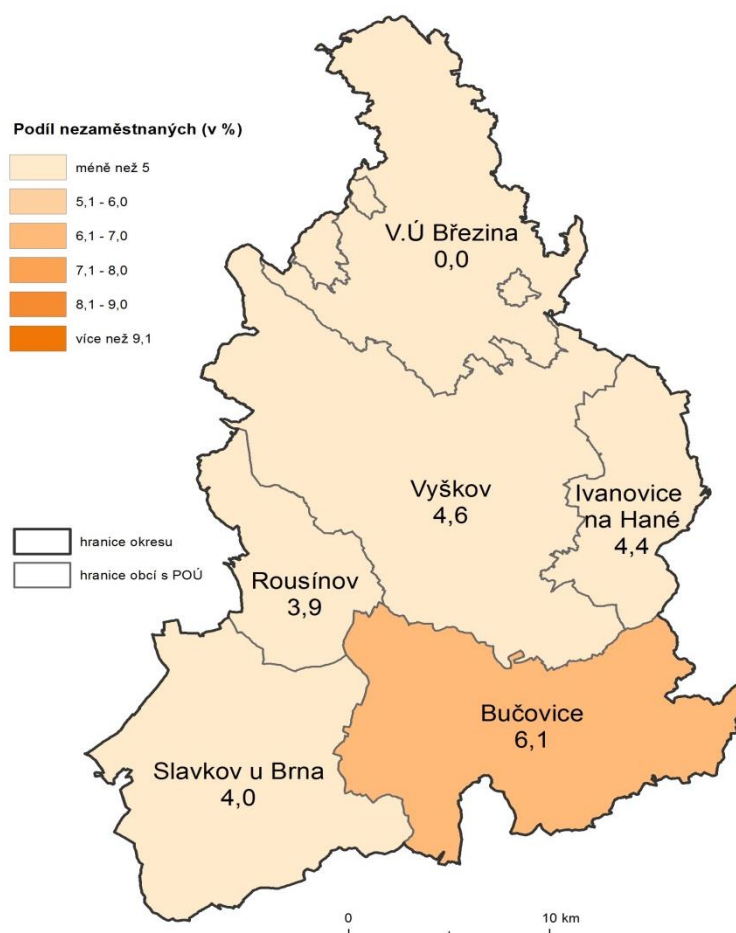 Podíl nezaměstnaných (v %)
méně než 5
5,1 - 6,0
6,1 - 7,0
7,1 - 8,0
8,1 - 9,0
více než 9,1
V.Ú Březina
0,0
Vyškov
4,6
Ivanovice
na Hané
4,4
hranice okresu
hranice obcí s POÚ
Rousínov
3,9
Bučovice
6,1
Slavkov u Brna
4,0
0 10 km